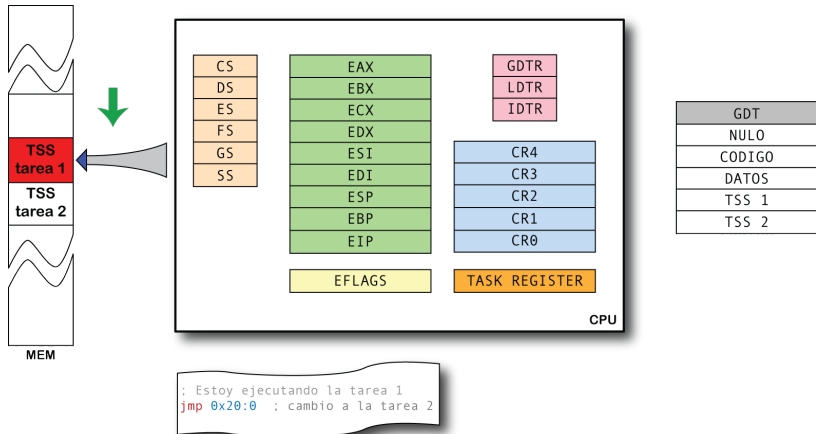 TSS
tarea 1
TSS
tarea 2
MEM
CS
DS
ES
FS
GS
SS
EAX
EBX
ECX
EDX
ESI
EDI
ESP
EBP
EIP
EFLAGS
GDTR
LDTR
IDTR
CR4
CR3
CR2
CR1
CR0
TASK REGISTER
CPU
GDT
NULO
CODIGO
DATOS
TSS 1
TSS 2
; Estoy ejecutando la tarea 1
jmp 0x20:0 ; cambio a la tarea 2